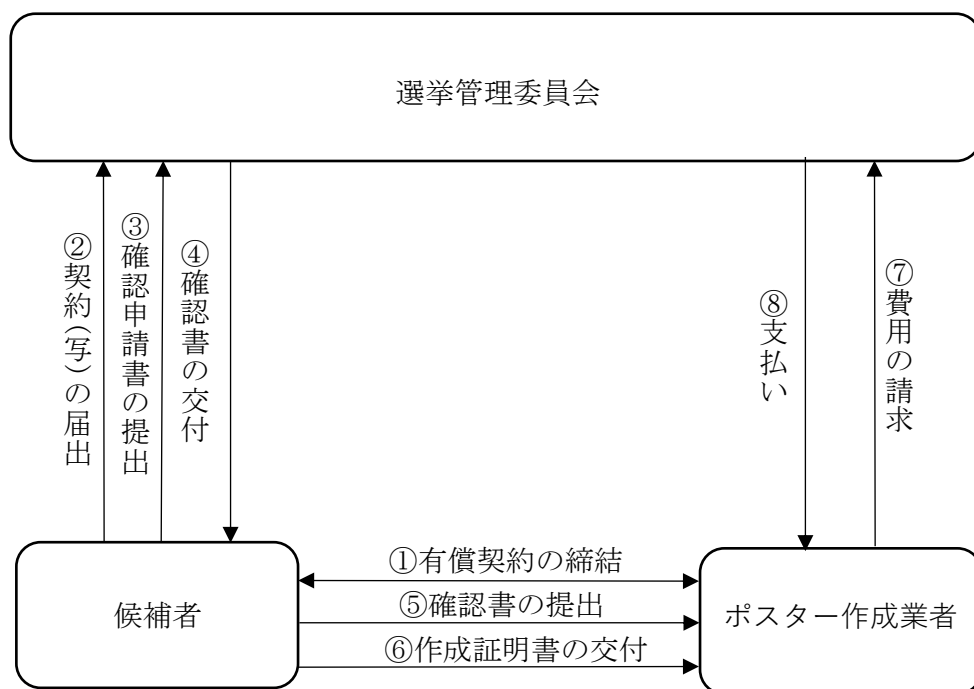 選挙管理委員会
②契約(写)の届出
③確認申請書の提出
④確認書の交付
⑧支払い
⑦費用の請求
①有償契約の締結
⑤確認書の提出
⑥作成証明書の交付
候補者
ポスター作成業者